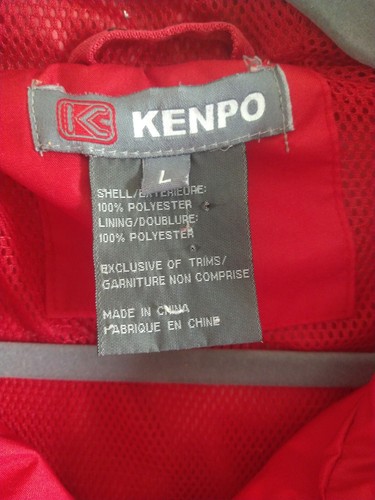 KENPO
L
SHELL/EXTERIEURE:
100% POLYESTER
LINING/DOUBLURE:
100% POLYESTER
EXCLUSIVE OF TRIMS/
GARNITURE NON COMPRISE
MADE IN CHINA
FABRIQUE EN CHINE